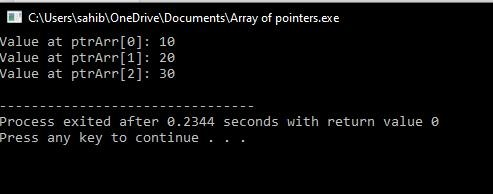 C:\Users\sahib\OneDrive\Documents\Array of pointers.exe
Value at ptrArr[0]: 10
Value at ptrArr[1]: 20
Value at ptrArr[2]: 30
--------------------------------
Process exited after 0.2344 seconds with return value 0
Press any key to continue . . .